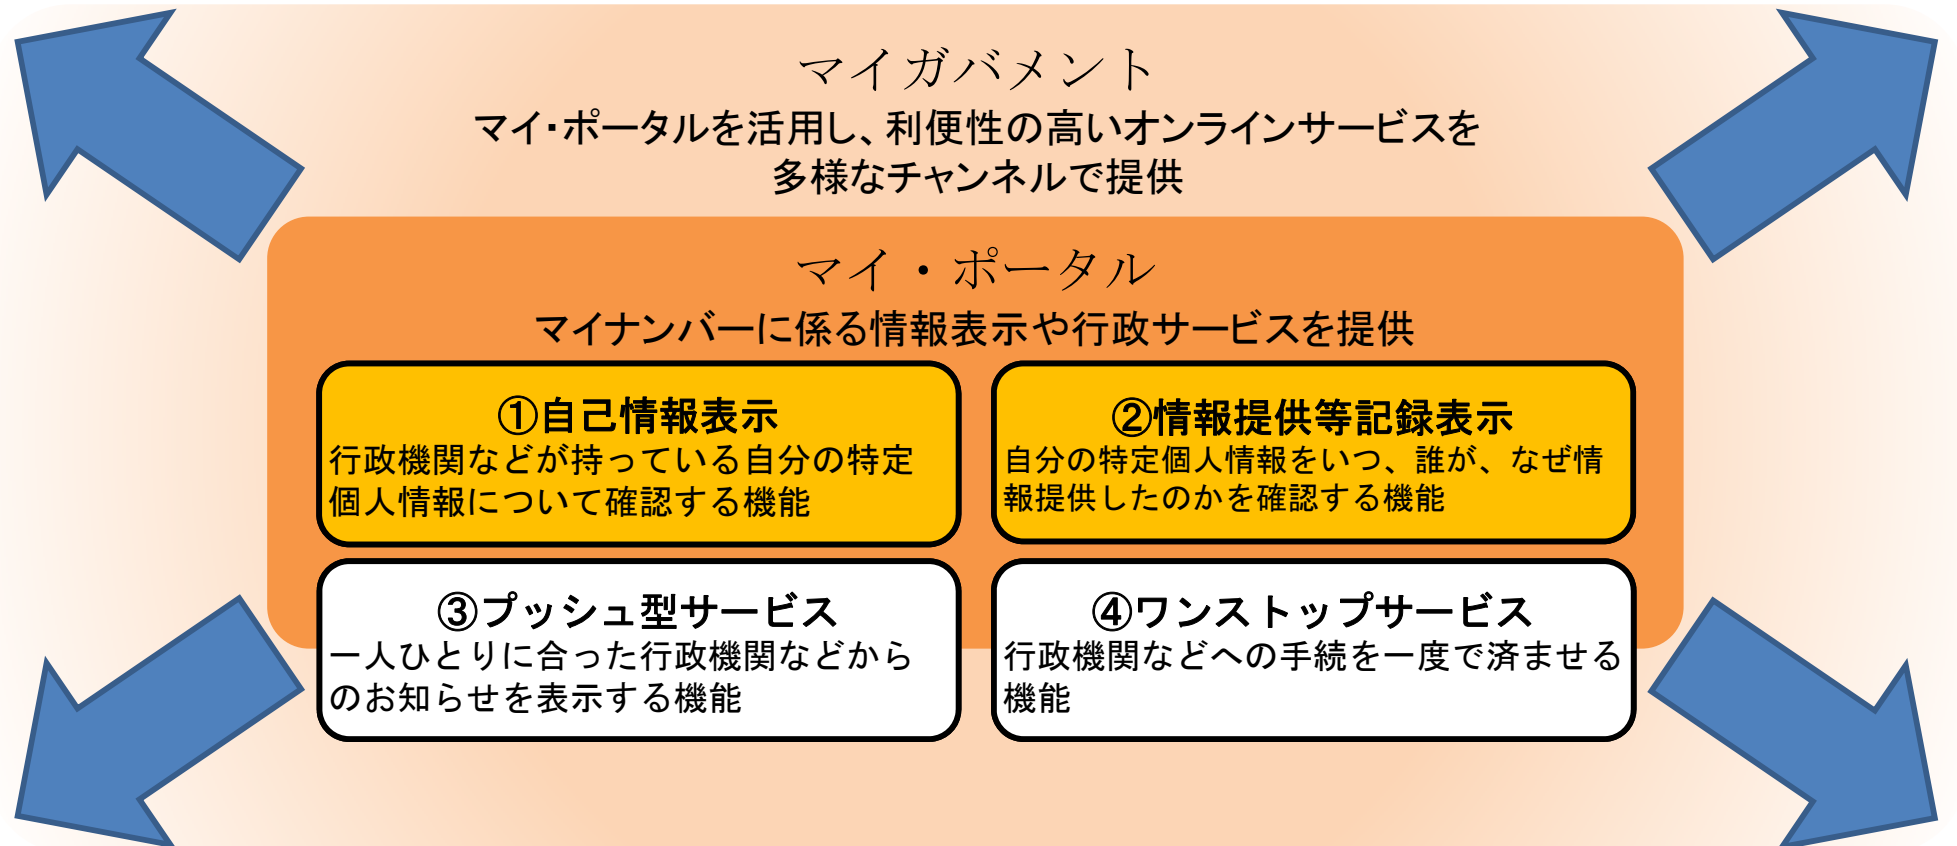 マイガバメント
マイ・ポータルを活用し、利便性の高いオンラインサービスを
多様なチャンネルで提供
マイ・ポータル
マイナンバーに係る情報表示や行政サービスを提供
①自己情報表示
行政機関などが持っている自分の特定
個人情報について確認する機能
②情報提供等記録表示
自分の特定個人情報をいつ、誰が、なぜ情
報提供したのかを確認する機能
③プッシュ型サービス
一人ひとりに合った行政機関などから
のお知らせを表示する機能
④ワンストップサービス
行政機関などへの手続を一度で済ませる
機能